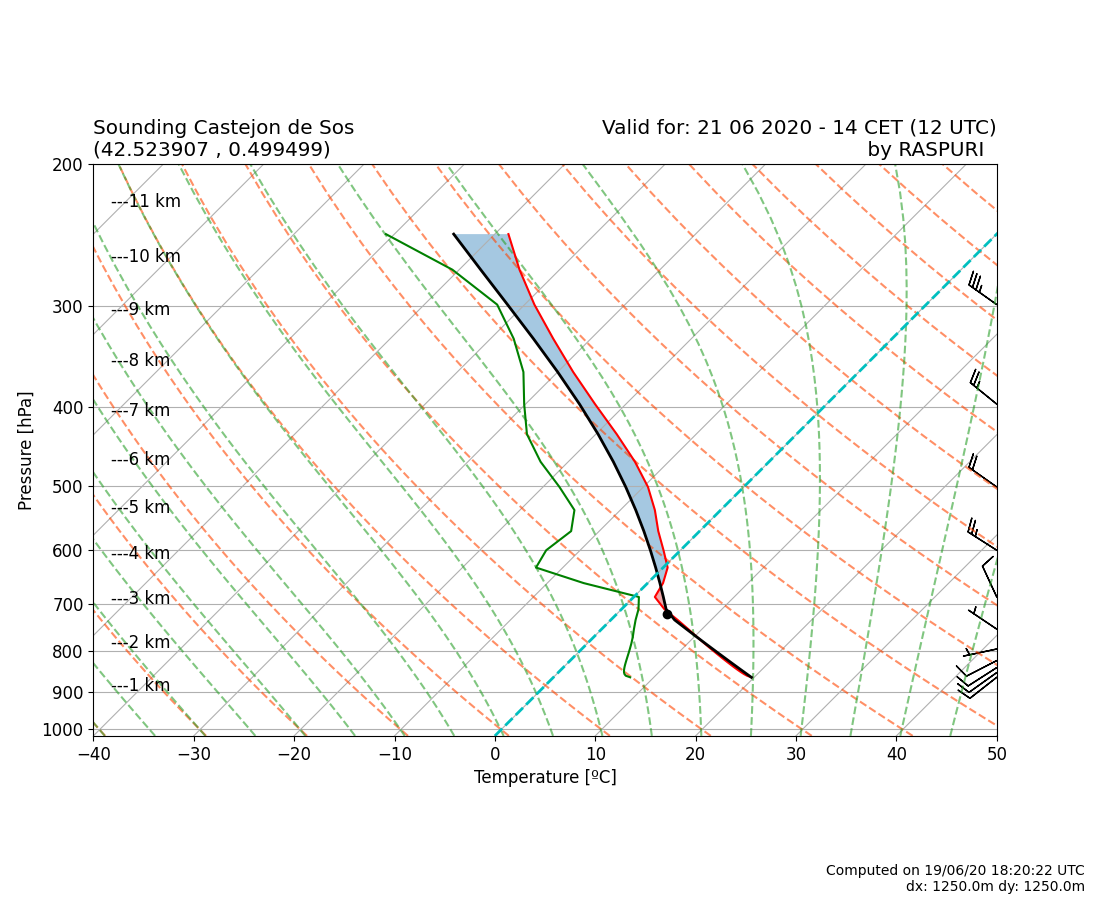 Sounding Castejon de Sos
(42.523907 , 0.499499)
Valid for: 21 06 2020 - 14 CET (12 UTC)
by RASPURI
200
---11 km
---10 km
300
---9 km
---8 km
400
---7 km
---6 km
500
---5 km
600
---4 km
700
---3 km
---2 km
800
---1 km
900
1000
Pressure [hPa]
−40 −30 −20 −10 0 10 20 30 40 50
Temperature [ºC]
Computed on 19/06/20 18:20:22 UTC
dx: 1250.0m dy: 1250.0m